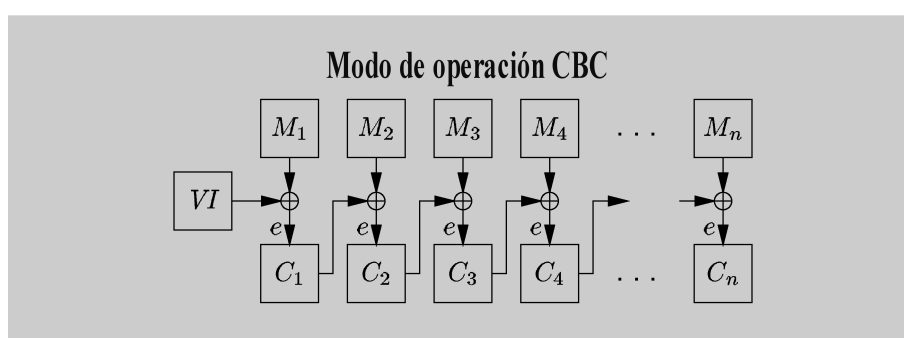 Modo de operación CBC
M₁ M₂ M₃ M₄ . . . Mₙ
VI
e e e e e
C₁ C₂ C₃ C₄ . . . Cₙ